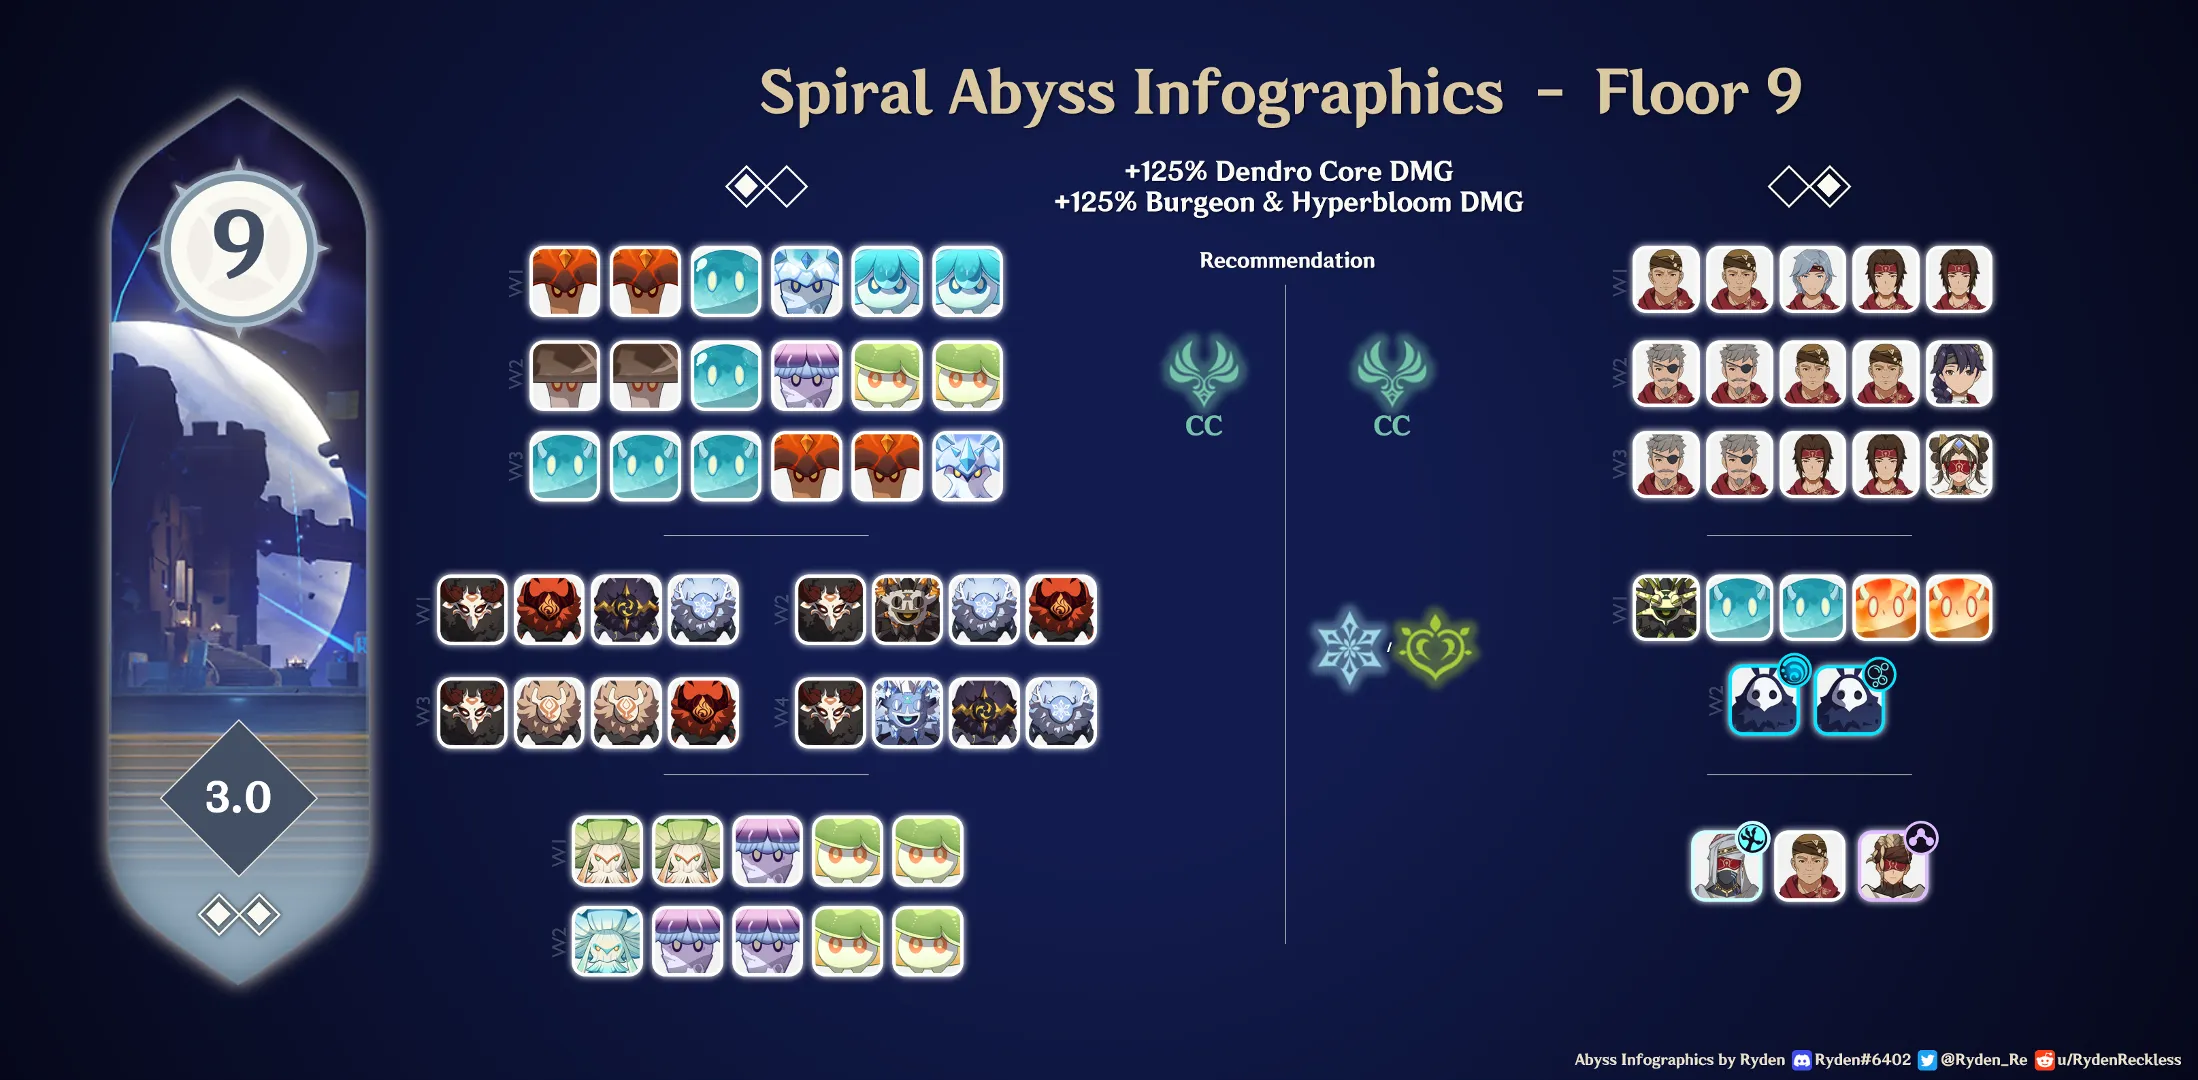 Spiral Abyss Infographics - Floor 9
+125% Dendro Core DMG
+125% Burgeon & Hyperbloom DMG
9
Recommendation
W1
W1
W2
W2
CC
CC
W3
W3
W1
W2
W1
/
W3
W4
W2
3.0
W1
W2
Abyss Infographics by Ryden Ryden#6402 @Ryden_Re u/RydenReckless